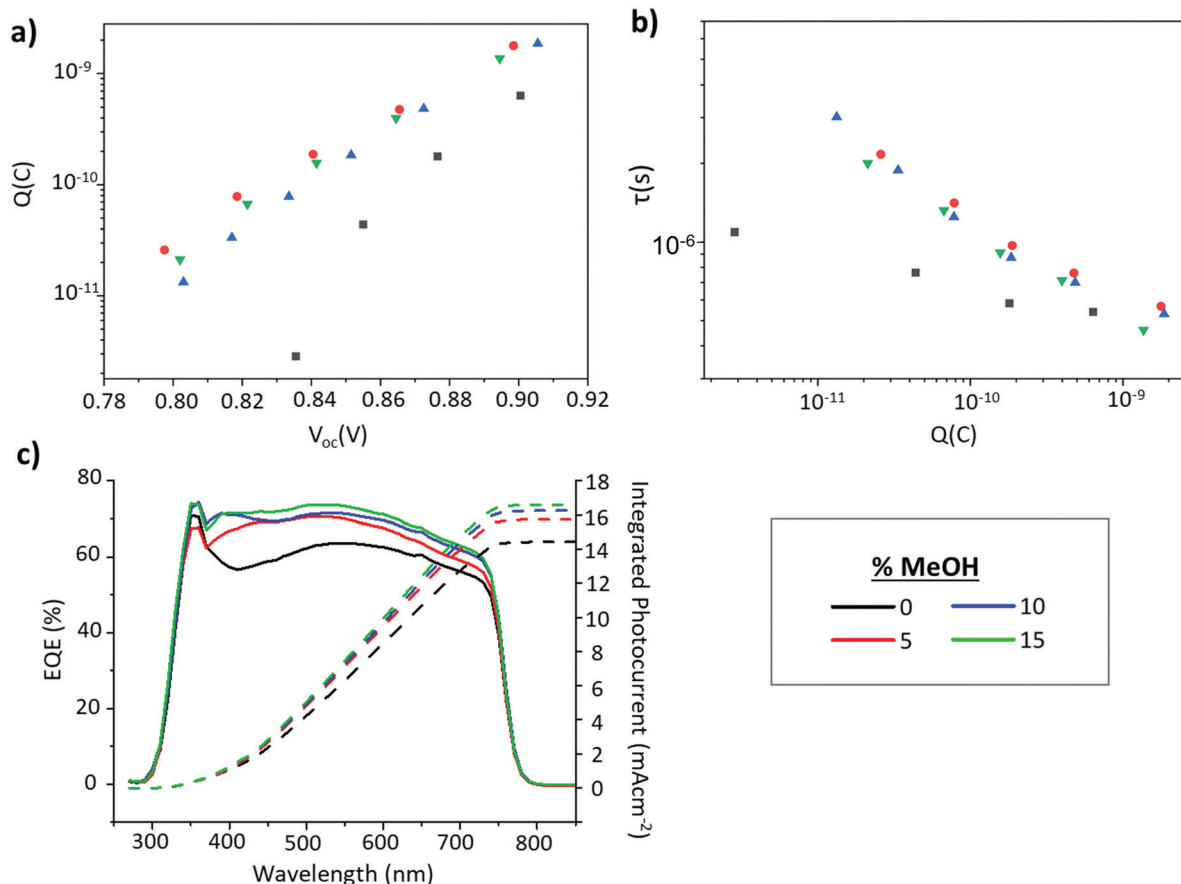 a)
10⁻⁹
10⁻¹⁰
10⁻¹¹
Q(C)
0.78 0.80 0.82 0.84 0.86 0.88 0.90 0.92
Voc(V)
b)
10⁻⁶
τ(s)
10⁻¹¹ 10⁻¹⁰ 10⁻⁹
Q(C)
c)
80
60
40
20
0
EQE (%)
18
16
14
12
10
8
6
4
2
0
Integrated Photocurrent (mAcm⁻²)
300 400 500 600 700 800
Wavelength (nm)
% MeOH
0 10
5 15